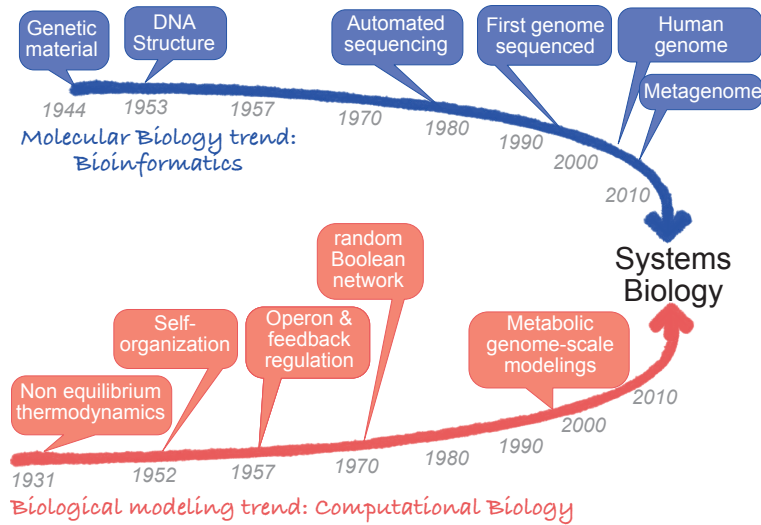 Genetic
material
DNA
Structure
Automated
sequencing
First genome
sequenced
Human
genome
Metagenome
1944
1953
1957
1970
1980
1990
2000
2010
Molecular Biology trend:
Bioinformatics
Systems
Biology
random
Boolean
network
Operon &
feedback
regulation
Self-
organization
Non equilibrium
thermodynamics
Metabolic
genome-scale
modelings
1931
1952
1957
1970
1980
1990
2000
2010
Biological modeling trend: Computational Biology